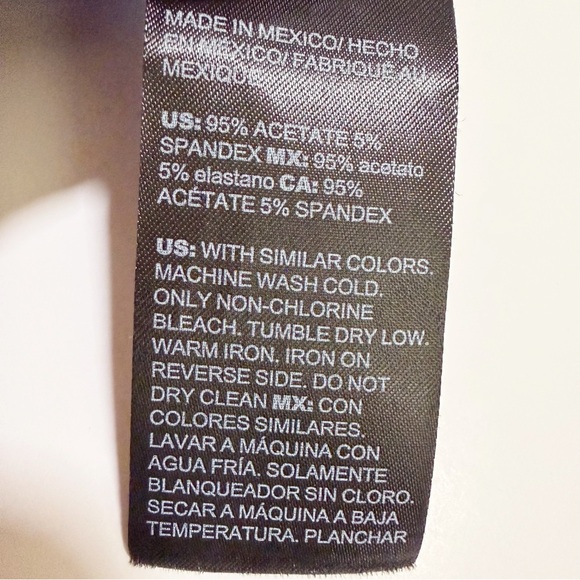 MADE IN MEXICO/ HECHO
EN MÉXICO/ FABRIQUÉ AU
MEXIQUE
US: 95% ACETATE 5%
SPANDEX MX: 95% acetato
5% elastano CA: 95%
ACÉTATE 5% SPANDEX
US: WITH SIMILAR COLORS.
MACHINE WASH COLD.
ONLY NON-CHLORINE
BLEACH. TUMBLE DRY LOW.
WARM IRON. IRON ON
REVERSE SIDE. DO NOT
DRY CLEAN MX: CON
COLORES SIMILARES.
LAVAR A MÁQUINA CON
AGUA FRÍA. SOLAMENTE
BLANQUEADOR SIN CLORO.
SECAR A MÁQUINA A BAJA
TEMPERATURA. PLANCHAR